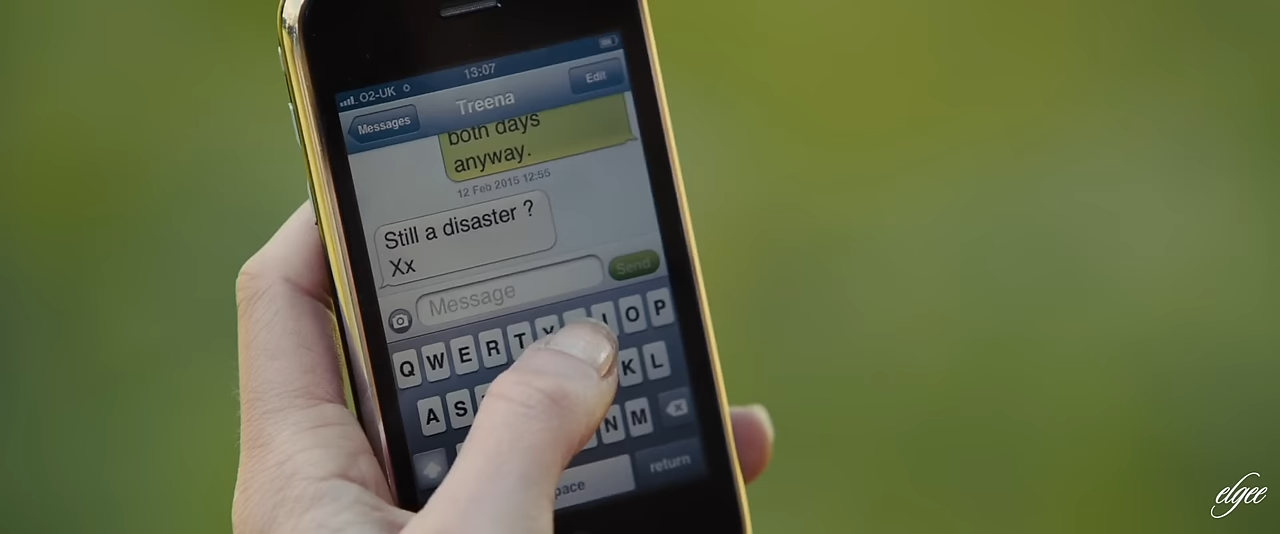 O2-UK
13:07
Messages
Treena
Edit
both days
anyway.
12 Feb 2015 12:55
Still a disaster ?
Xx
Message
Send
Q W E R T Y I O P
A S K L
N M
return
elgee